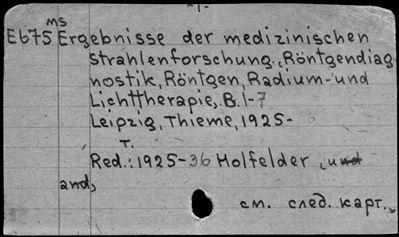 - 1 -
ms
E675 Ergebnisse der medizinischen
strahlenforschung. Röntgendiag
nostik, Röntgen, Radium- und
Lichttherapie, B. 1-7
Leipzig, Thieme, 1925-
T.
Red.: 1925-36 Holfelder, und
and,
см. след. карт.